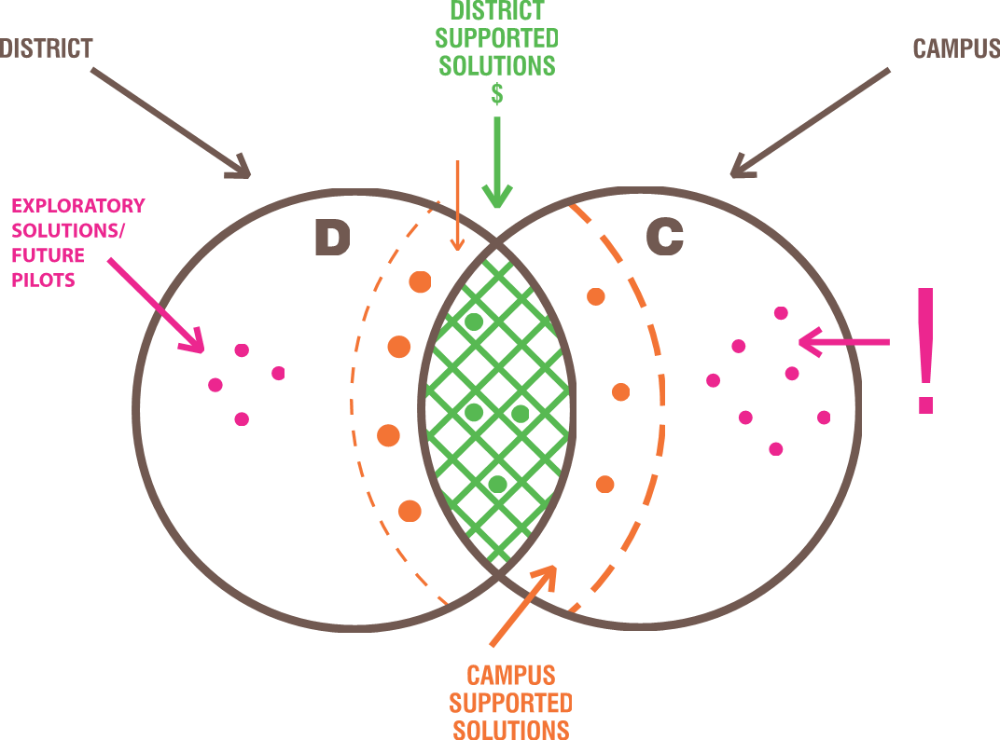 DISTRICT
SUPPORTED
SOLUTIONS
$
DISTRICT
CAMPUS
EXPLORATORY
SOLUTIONS/
FUTURE
PILOTS
D
C
!
CAMPUS
SUPPORTED
SOLUTIONS